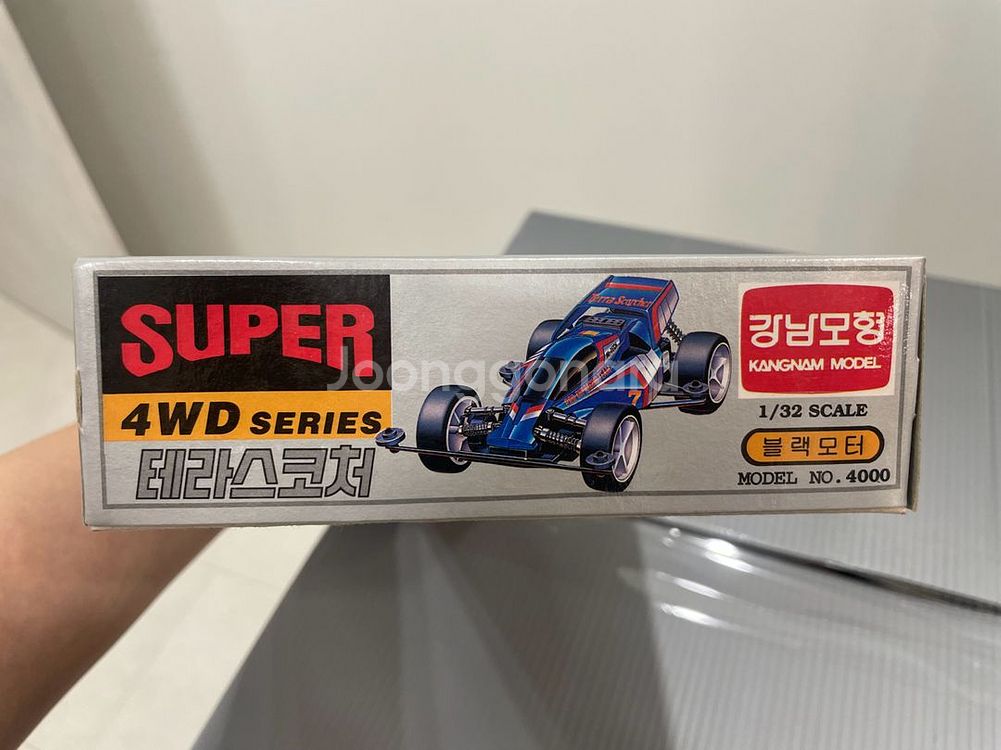 SUPER
4WD SERIES
테라스코처
Terra Scorcher
7
강남모형
KANGNAM MODEL
1/32 SCALE
블랙모터
MODEL NO. 4000
Joonggonara